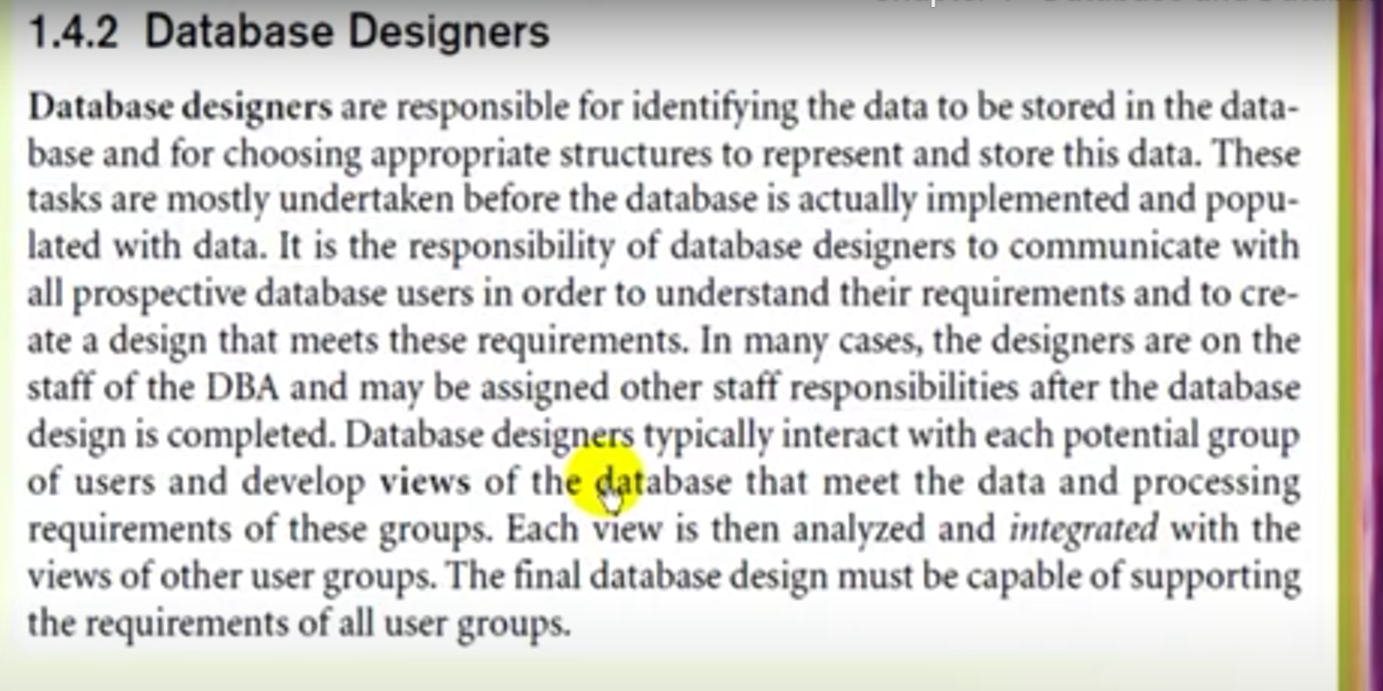 1.4.2 Database Designers
Database designers are responsible for identifying the data to be stored in the data-
base and for choosing appropriate structures to represent and store this data. These
tasks are mostly undertaken before the database is actually implemented and popu-
lated with data. It is the responsibility of database designers to communicate with
all prospective database users in order to understand their requirements and to cre-
ate a design that meets these requirements. In many cases, the designers are on the
staff of the DBA and may be assigned other staff responsibilities after the database
design is completed. Database designers typically interact with each potential group
of users and develop views of the database that meet the data and processing
requirements of these groups. Each view is then analyzed and integrated with the
views of other user groups. The final database design must be capable of supporting
the requirements of all user groups.